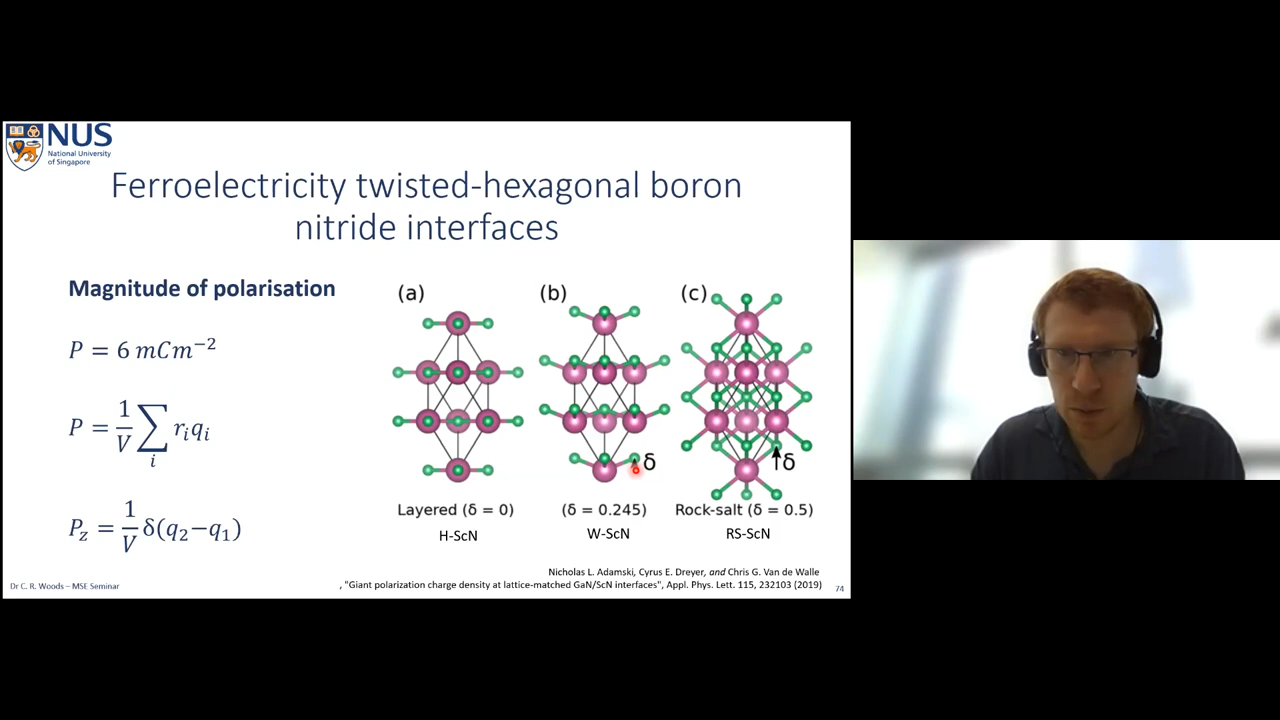 NUS
National University
of Singapore
Ferroelectricity twisted-hexagonal boron
nitride interfaces
Magnitude of polarisation
P = 6 mCm⁻²
P = 1/V ∑ᵢ rᵢqᵢ
P_z = 1/V δ(q₂−q₁)
(a) (b) (c)
δ δ
Layered (δ = 0) (δ = 0.245) Rock-salt (δ = 0.5)
H-ScN W-ScN RS-ScN
Nicholas L. Adamski, Cyrus E. Dreyer, and Chris G. Van de Walle
, "Giant polarization charge density at lattice-matched GaN/ScN interfaces", Appl. Phys. Lett. 115, 232103 (2019)
Dr C. R. Woods – MSE Seminar
74